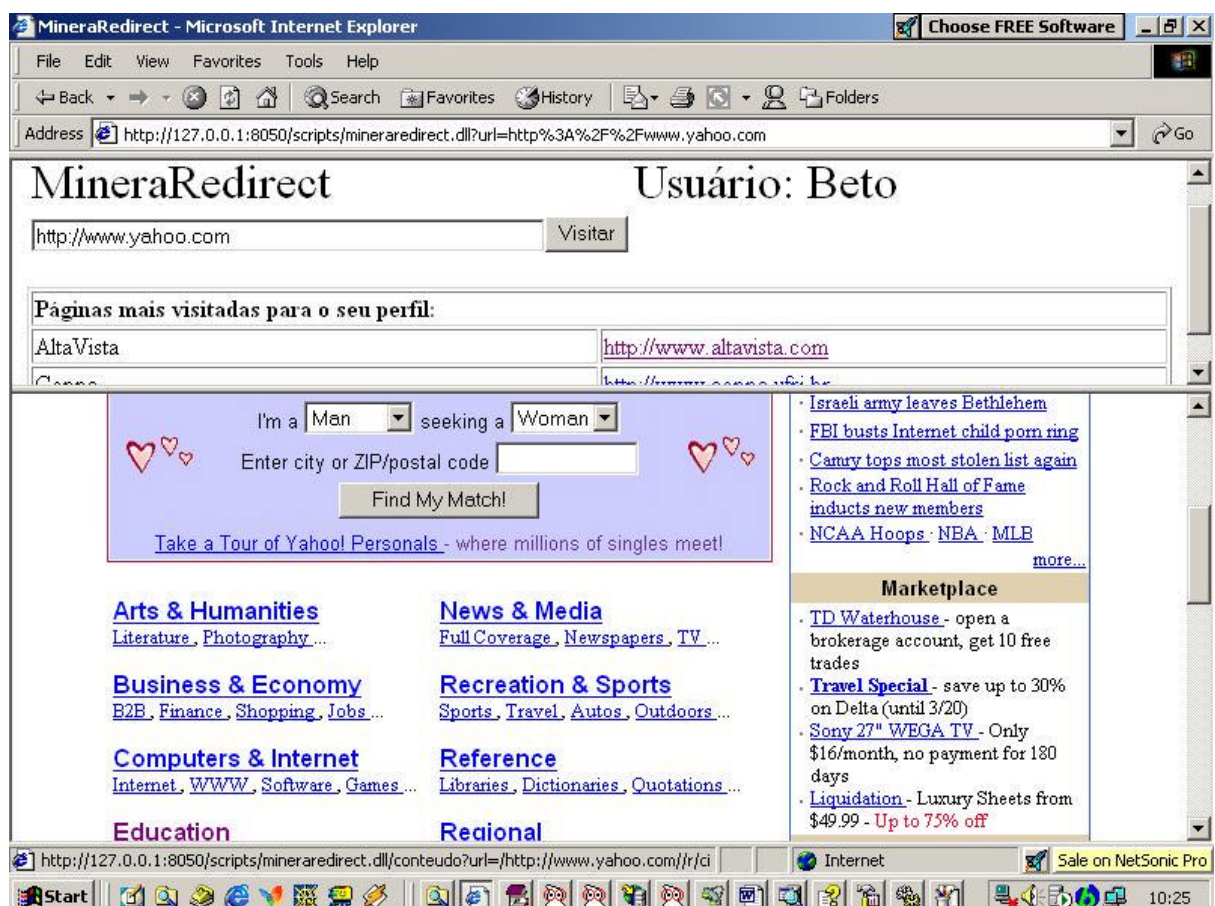 MineraRedirect - Microsoft Internet Explorer
Choose FREE Software
File Edit View Favorites Tools Help
Back Search Favorites History Folders
Address http://127.0.0.1:8050/scripts/mineraredirect.dll?url=http%3A%2F%2Fwww.yahoo.com Go
MineraRedirect Usuário: Beto
http://www.yahoo.com Visitar
Páginas mais visitadas para o seu perfil:
AltaVista http://www.altavista.com
I'm a Man seeking a Woman
Enter city or ZIP/postal code
Find My Match!
Take a Tour of Yahoo! Personals - where millions of singles meet!
Arts & Humanities
Literature, Photography...
News & Media
Full Coverage, Newspapers, TV...
Business & Economy
B2B, Finance, Shopping, Jobs...
Recreation & Sports
Sports, Travel, Autos, Outdoors...
Computers & Internet
Internet, WWW, Software, Games...
Reference
Libraries, Dictionaries, Quotations...
Education
Regional
· Israeli army leaves Bethlehem
· FBI busts Internet child porn ring
· Camry tops most stolen list again
· Rock and Roll Hall of Fame
inducts new members
· NCAA Hoops · NBA · MLB
more...
Marketplace
· TD Waterhouse - open a
brokerage account, get 10 free
trades
· Travel Special - save up to 30%
on Delta (until 3/20)
· Sony 27" WEGA TV - Only
$16/month, no payment for 180
days
· Liquidation - Luxury Sheets from
$49.99 - Up to 75% off
http://127.0.0.1:8050/scripts/mineraredirect.dll/conteudo?url=/http://www.yahoo.com//r/ci Internet Sale on NetSonic Pro
Start 10:25